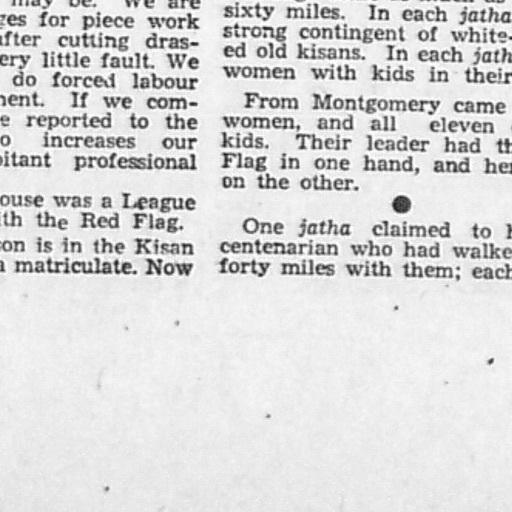 may be. We are
ges for piece work
after cutting dras-
ery little fault. We
do forced labour
ment. If we com-
e reported to the
o increases our
bitant professional
ouse was a League
ith the Red Flag.
on is in the Kisan
a matriculate. Now
sixty miles. In each jatha
strong contingent of white-
ed old kisans. In each jath
women with kids in their
From Montgomery came
women, and all eleven
kids. Their leader had th
Flag in one hand, and he
on the other.
One jatha claimed to
centenarian who had walke
forty miles with them; each